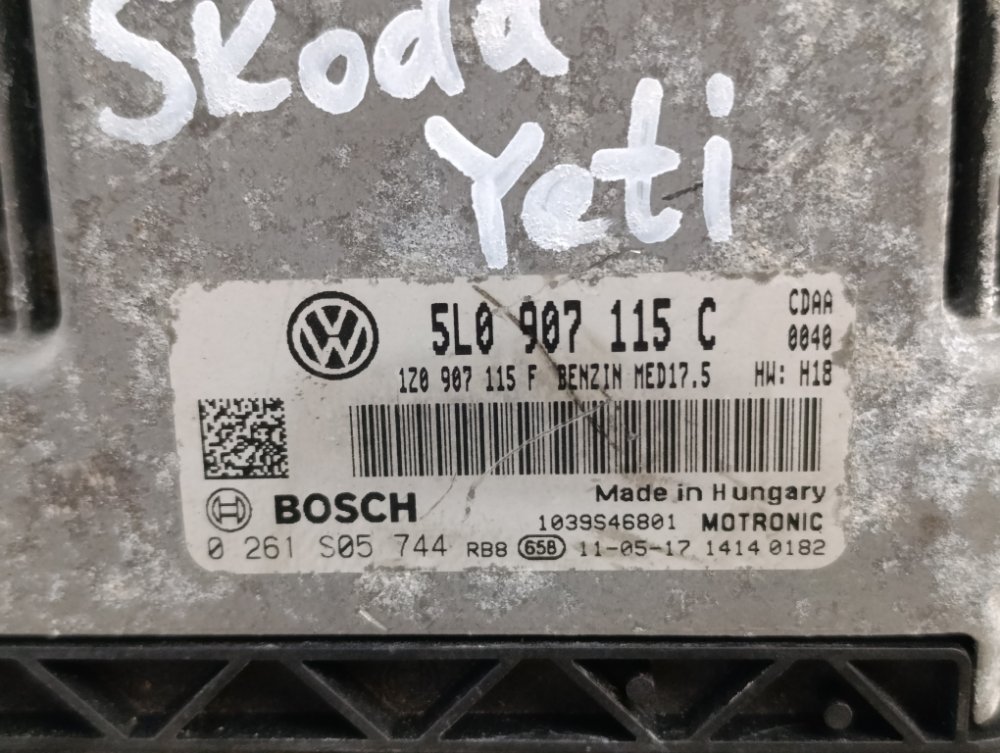 Skoda
Yeti
5L0 907 115 C
CDAA
0040
1Z0 907 115 F BENZIN MED17.5 HW: H18
Made in Hungary
BOSCH
1039S46801 MOTRONIC
0 261 S05 744 RB8 658 11-05-17 1414 0182